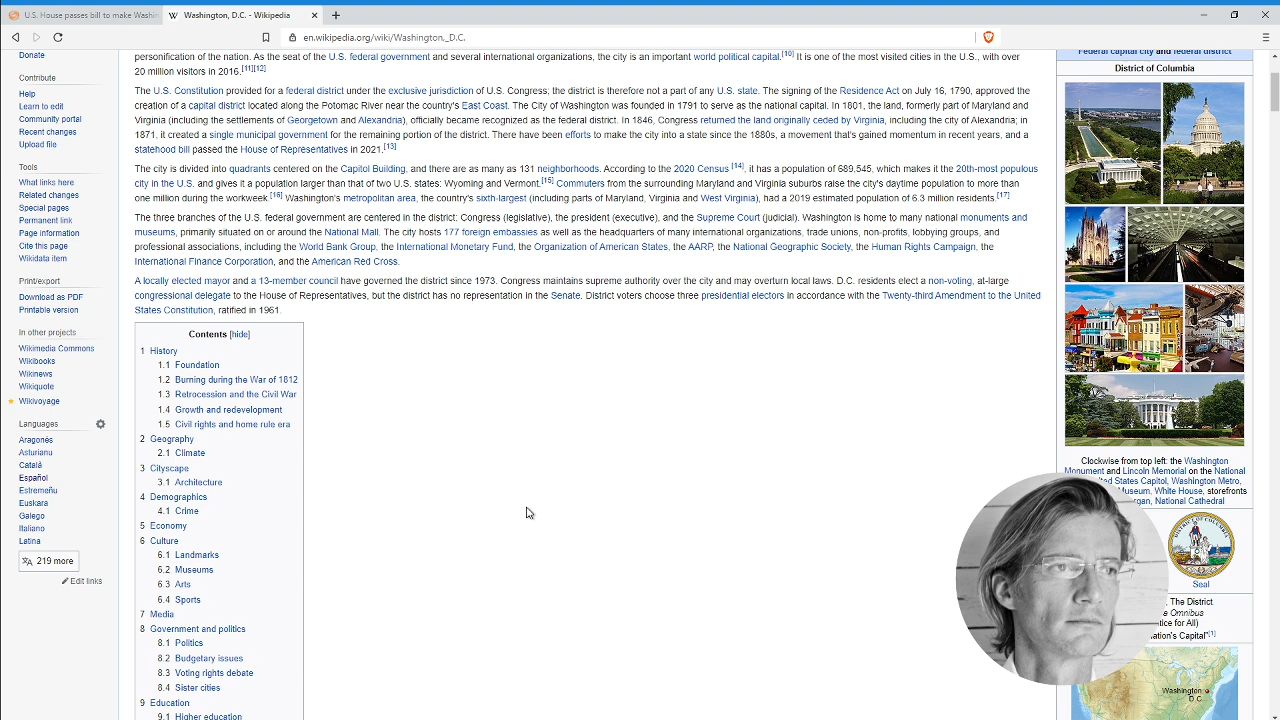 U.S. House passes bill to make Washin
Washington, D.C. - Wikipedia
en.wikipedia.org/wiki/Washington,_D.C.
Donate
Contribute
Help
Learn to edit
Community portal
Recent changes
Upload file
Tools
What links here
Related changes
Special pages
Permanent link
Page information
Cite this page
Wikidata item
Print/export
Download as PDF
Printable version
In other projects
Wikimedia Commons
Wikibooks
Wikinews
Wikiquote
Wikivoyage
Languages
Aragonés
Asturianu
Català
Español
Estremeñu
Euskara
Galego
Italiano
Latina
219 more
Edit links
personification of the nation. As the seat of the U.S. federal government and several international organizations, the city is an important world political capital.[10] It is one of the most visited cities in the U.S., with over
20 million visitors in 2016.[11][12]
The U.S. Constitution provided for a federal district under the exclusive jurisdiction of U.S. Congress; the district is therefore not a part of any U.S. state. The signing of the Residence Act on July 16, 1790, approved the
creation of a capital district located along the Potomac River near the country's East Coast. The City of Washington was founded in 1791 to serve as the national capital. In 1801, the land, formerly part of Maryland and
Virginia (including the settlements of Georgetown and Alexandria), officially became recognized as the federal district. In 1846, Congress returned the land originally ceded by Virginia, including the city of Alexandria; in
1871, it created a single municipal government for the remaining portion of the district. There have been efforts to make the city into a state since the 1880s, a movement that's gained momentum in recent years, and a
statehood bill passed the House of Representatives in 2021.[13]
The city is divided into quadrants centered on the Capitol Building, and there are as many as 131 neighborhoods. According to the 2020 Census [14], it has a population of 689,545, which makes it the 20th-most populous
city in the U.S. and gives it a population larger than that of two U.S. states: Wyoming and Vermont.[15] Commuters from the surrounding Maryland and Virginia suburbs raise the city's daytime population to more than
one million during the workweek.[16] Washington's metropolitan area, the country's sixth-largest (including parts of Maryland, Virginia and West Virginia), had a 2019 estimated population of 6.3 million residents.[17]
The three branches of the U.S. federal government are centered in the district: Congress (legislative), the president (executive), and the Supreme Court (judicial). Washington is home to many national monuments and
museums, primarily situated on or around the National Mall. The city hosts 177 foreign embassies as well as the headquarters of many international organizations, trade unions, non-profits, lobbying groups, and
professional associations, including the World Bank Group, the International Monetary Fund, the Organization of American States, the AARP, the National Geographic Society, the Human Rights Campaign, the
International Finance Corporation, and the American Red Cross.
A locally elected mayor and a 13-member council have governed the district since 1973. Congress maintains supreme authority over the city and may overturn local laws. D.C. residents elect a non-voting, at-large
congressional delegate to the House of Representatives, but the district has no representation in the Senate. District voters choose three presidential electors in accordance with the Twenty-third Amendment to the United
States Constitution, ratified in 1961.
Contents [hide]
1 History
1.1 Foundation
1.2 Burning during the War of 1812
1.3 Retrocession and the Civil War
1.4 Growth and redevelopment
1.5 Civil rights and home rule era
2 Geography
2.1 Climate
3 Cityscape
3.1 Architecture
4 Demographics
4.1 Crime
5 Economy
6 Culture
6.1 Landmarks
6.2 Museums
6.3 Arts
6.4 Sports
7 Media
8 Government and politics
8.1 Politics
8.2 Budgetary issues
8.3 Voting rights debate
8.4 Sister cities
9 Education
9.1 Higher education
Federal capital city and federal district
District of Columbia
Clockwise from top left: the Washington
Monument and Lincoln Memorial on the National
ited States Capitol, Washington Metro,
Museum, White House, storefronts
rgan, National Cathedral
Seal
, The District
Omnibus
tice for All)
ation's Capital"[1]
Washington
D.C.